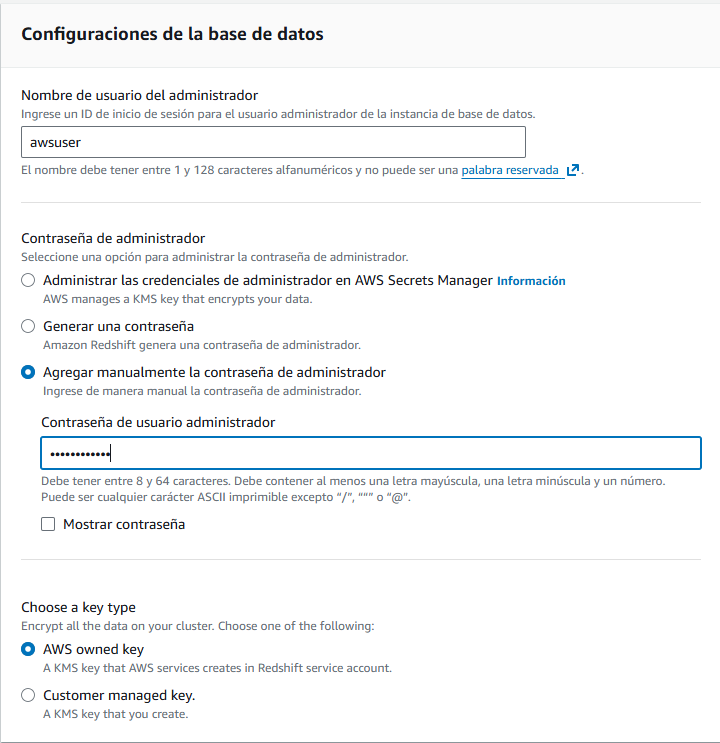 Configuraciones de la base de datos
Nombre de usuario del administrador
Ingrese un ID de inicio de sesión para el usuario administrador de la instancia de base de datos.
awsuser
El nombre debe tener entre 1 y 128 caracteres alfanuméricos y no puede ser una palabra reservada.
Contraseña de administrador
Seleccione una opción para administrar la contraseña de administrador.
Administrar las credenciales de administrador en AWS Secrets Manager Información
AWS manages a KMS key that encrypts your data.
Generar una contraseña
Amazon Redshift genera una contraseña de administrador.
Agregar manualmente la contraseña de administrador
Ingrese de manera manual la contraseña de administrador.
Contraseña de usuario administrador
••••••••••••
Debe tener entre 8 y 64 caracteres. Debe contener al menos una letra mayúscula, una letra minúscula y un número.
Puede ser cualquier carácter ASCII imprimible excepto “/”, “"” o “@”.
Mostrar contraseña
Choose a key type
Encrypt all the data on your cluster. Choose one of the following:
AWS owned key
A KMS key that AWS services creates in Redshift service account.
Customer managed key.
A KMS key that you create.